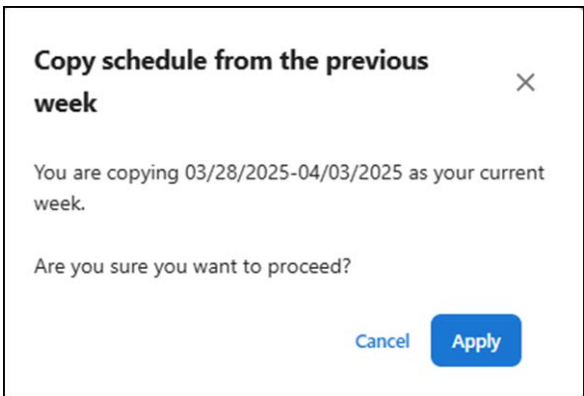 Copy schedule from the previous
week
You are copying 03/28/2025-04/03/2025 as your current
week.
Are you sure you want to proceed?
Cancel Apply